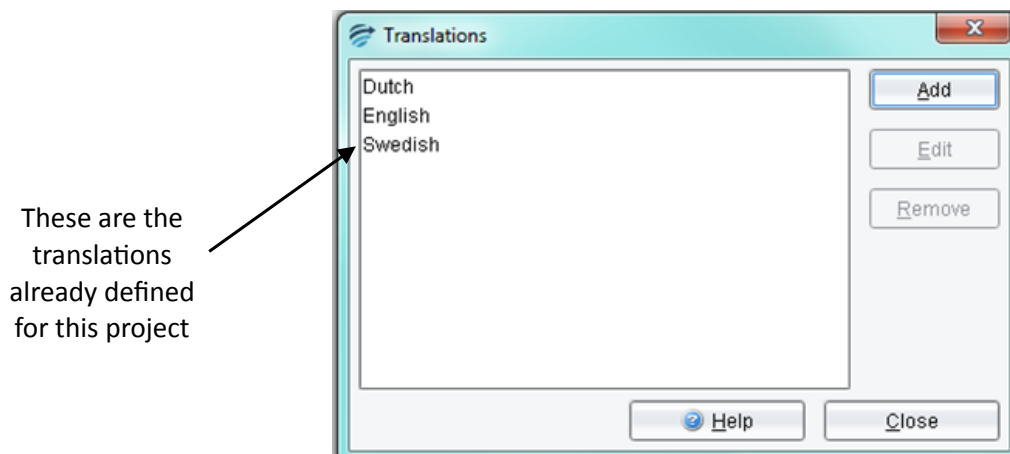 Translations
Dutch
English
Swedish
Add
Edit
Remove
These are the
translations
already defined
for this project
Help
Close